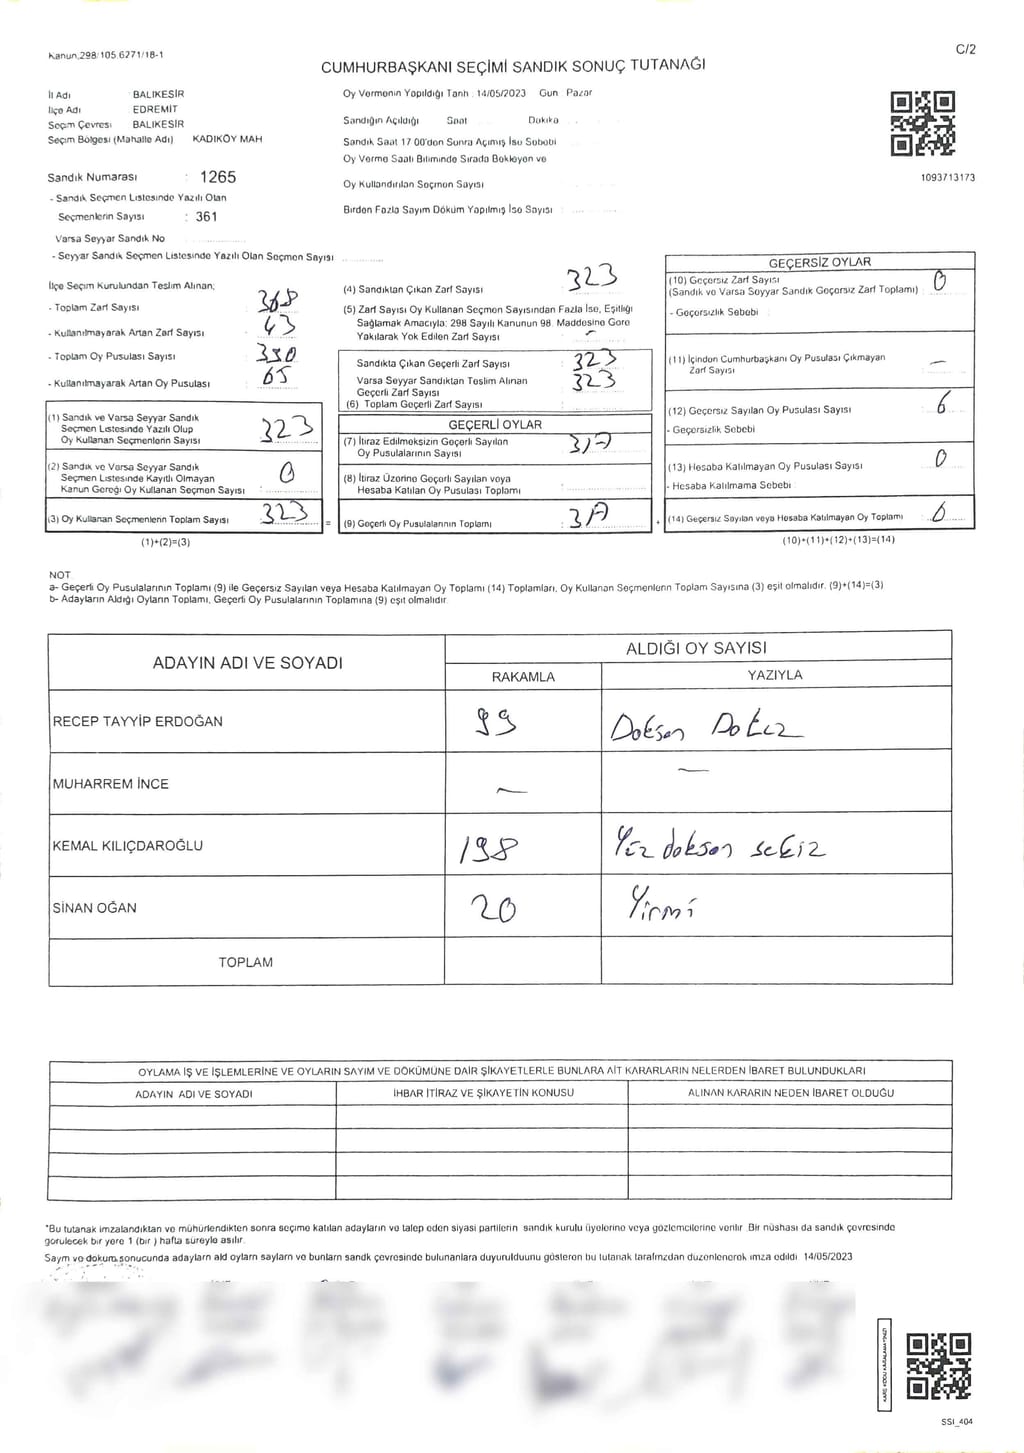 Kanun,298/105 6271/18-1
C/2
CUMHURBAŞKANI SEÇİMİ SANDIK SONUÇ TUTANAĞI
İl Adı : BALIKESİR
İlçe Adı : EDREMİT
Seçim Çevresi : BALIKESİR
Seçim Bölgesi (Mahalle Adı) KADIKÖY MAH
Sandık Numarası : 1265
- Sandık Seçmen Listesinde Yazılı Olan
Seçmenlerin Sayısı : 361
Varsa Seyyar Sandık No
- Seyyar Sandık Seçmen Listesinde Yazılı Olan Seçmen Sayısı
Oy Vermenin Yapıldığı Tarih : 14/05/2023 Gün : Pazar
Sandığın Açıldığı Saat Dakika
Sandık Saat 17 00'den Sonra Açılmış İse Sebebi
Oy Verme Saati Bitiminde Sırada Bekleyen ve
Oy Kullandırılan Seçmen Sayısı
Birden Fazla Sayım Döküm Yapılmış İse Sayısı
1093713173
İlçe Seçim Kurulundan Teslim Alınan;
- Toplam Zarf Sayısı : 368
- Kullanılmayarak Artan Zarf Sayısı : 43
- Toplam Oy Pusulası Sayısı :
- Kullanılmayarak Artan Oy Pusulası : 65
(1) Sandık ve Varsa Seyyar Sandık
Seçmen Listesinde Yazılı Olup
Oy Kullanan Seçmenlerin Sayısı : 323
(2) Sandık ve Varsa Seyyar Sandık
Seçmen Listesinde Kayıtlı Olmayan
Kanun Gereği Oy Kullanan Seçmen Sayısı : 0
(3) Oy Kullanan Seçmenlerin Toplam Sayısı : 323
(1)+(2)=(3)
(4) Sandıktan Çıkan Zarf Sayısı : 323
(5) Zarf Sayısı Oy Kullanan Seçmen Sayısından Fazla İse, Eşitliği
Sağlamak Amacıyla; 298 Sayılı Kanunun 98. Maddesine Göre
Yakılarak Yok Edilen Zarf Sayısı : -
Sandıkta Çıkan Geçerli Zarf Sayısı : 323
Varsa Seyyar Sandıktan Teslim Alınan
Geçerli Zarf Sayısı : 323
(6) Toplam Geçerli Zarf Sayısı :
GEÇERLİ OYLAR
(7) İtiraz Edilmoksizin Geçerli Sayılan
Oy Pusulalarının Sayısı : 317
(8) İtiraz Üzerine Geçerli Sayılan veya
Hesaba Katılan Oy Pusulası Toplamı :
= (9) Geçerli Oy Pusulalarının Toplamı : 317 +
GEÇERSİZ OYLAR
(10) Geçersiz Zarf Sayısı
(Sandık ve Varsa Seyyar Sandık Geçersiz Zarf Toplamı) : 0
- Geçersizlik Sebebi
(11) İçinden Cumhurbaşkanı Oy Pusulası Çıkmayan
Zarf Sayısı : —
(12) Geçersiz Sayılan Oy Pusulası Sayısı : 6
- Geçersizlik Sebebi
(13) Hesaba Katılmayan Oy Pusulası Sayısı : 0
- Hesaba Katılmama Sebebi
(14) Geçersiz Sayılan veya Hesaba Katılmayan Oy Toplamı : 6
(10)+(11)+(12)+(13)=(14)
NOT
a- Geçerli Oy Pusulalarının Toplamı (9) ile Geçersiz Sayılan veya Hesaba Katılmayan Oy Toplamı (14) Toplamları, Oy Kullanan Seçmenlerin Toplam Sayısına (3) eşit olmalıdır. (9)+(14)=(3)
b- Adayların Aldığı Oyların Toplamı, Geçerli Oy Pusulalarının Toplamına (9) eşit olmalıdır.
ADAYIN ADI VE SOYADI ALDIĞI OY SAYISI
RAKAMLA YAZIYLA
RECEP TAYYİP ERDOĞAN 99 Doksan Dokuz
MUHARREM İNCE — —
KEMAL KILIÇDAROĞLU 198 Yüz doksan sekiz
SİNAN OĞAN 20 Yirmi
TOPLAM
OYLAMA İŞ VE İŞLEMLERİNE VE OYLARIN SAYIM VE DÖKÜMÜNE DAİR ŞİKAYETLERLE BUNLARA AİT KARARLARIN NELERDEN İBARET BULUNDUKLARI
ADAYIN ADI VE SOYADI İHBAR İTİRAZ VE ŞİKAYETİN KONUSU ALINAN KARARIN NEDEN İBARET OLDUĞU
*Bu tutanak imzalandıktan ve mühürlendikten sonra seçime katılan adayların ve talep eden siyasi partilerin sandık kurulu üyelerine veya gözlemcilerine verilir. Bir nüshası da sandık çevresinde
görülecek bir yere 1 (bir ) hafta süreyle asılır.
Saym ve dokum sonucunda adaylarn ald oylarn saylarn ve bunlarn sandk çevresinde bulunanlara duyurulduunu gösteren bu tutanak tarafmzdan düzenlenerek imza edildi 14/05/2023
KARE KODU KARALAMAYINIZ!
SSI_404